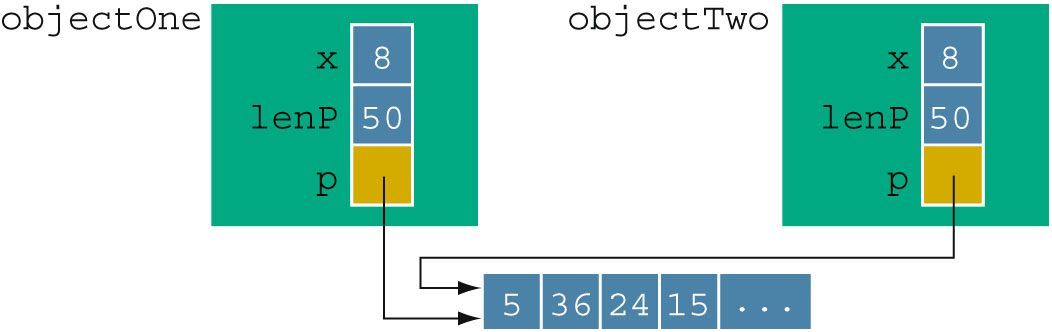 objectOne objectTwo
x 8 x 8
lenP 50 lenP 50
p p
5 36 24 15 ...